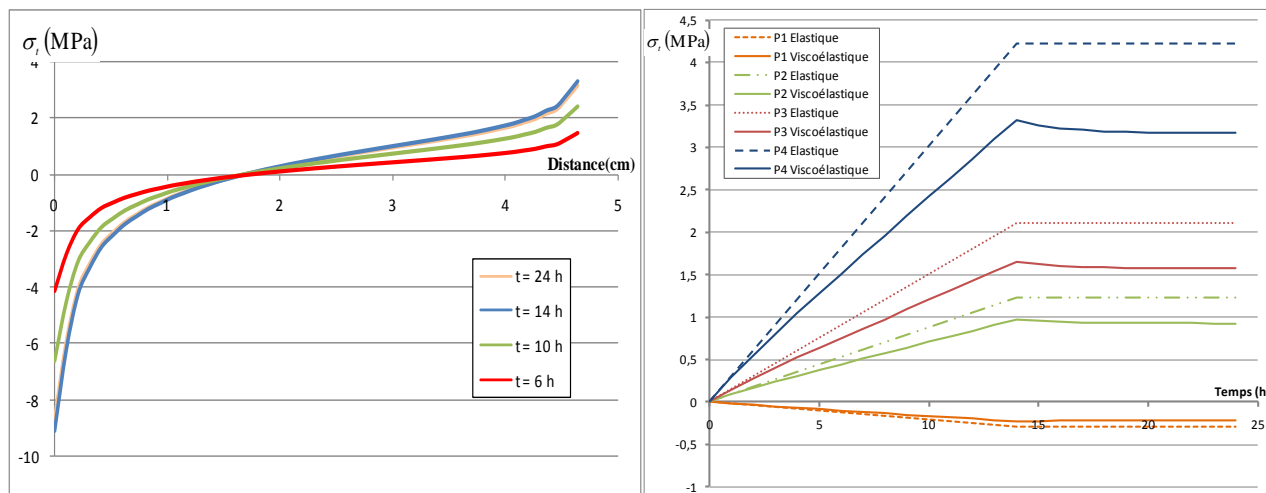 σt (MPa)
4
2
0
-2
-4
-6
-8
-10
0 1 2 3 4 5
Distance(cm)
t = 24 h
t = 14 h
t = 10 h
t = 6 h
σt (MPa)
4,5
4
3,5
3
2,5
2
1,5
1
0,5
0
-0,5
-1
0 5 10 15 20 25
Temps (h
P1 Elastique
P1 Viscoélastique
P2 Elastique
P2 Viscoélastique
P3 Elastique
P3 Viscoélastique
P4 Elastique
P4 Viscoélastique